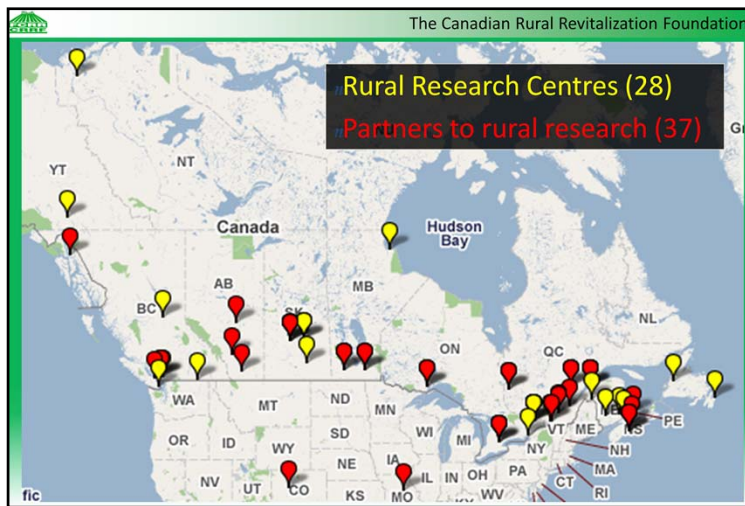 The Canadian Rural Revitalization Foundation
Rural Research Centres (28)
Partners to rural research (37)
YT
NT
Canada
Hudson
Bay
AB
MB
BC
SK
NL
ON
QC
PE
NS
WA
MT
ND
MN
VT
ME
NH
OR
ID
WY
SD
WI
MI
NY
MA
NV
UT
CO
NE
IA
IL
IN
OH
PA
CT
RI
KS
MO
WV
fic